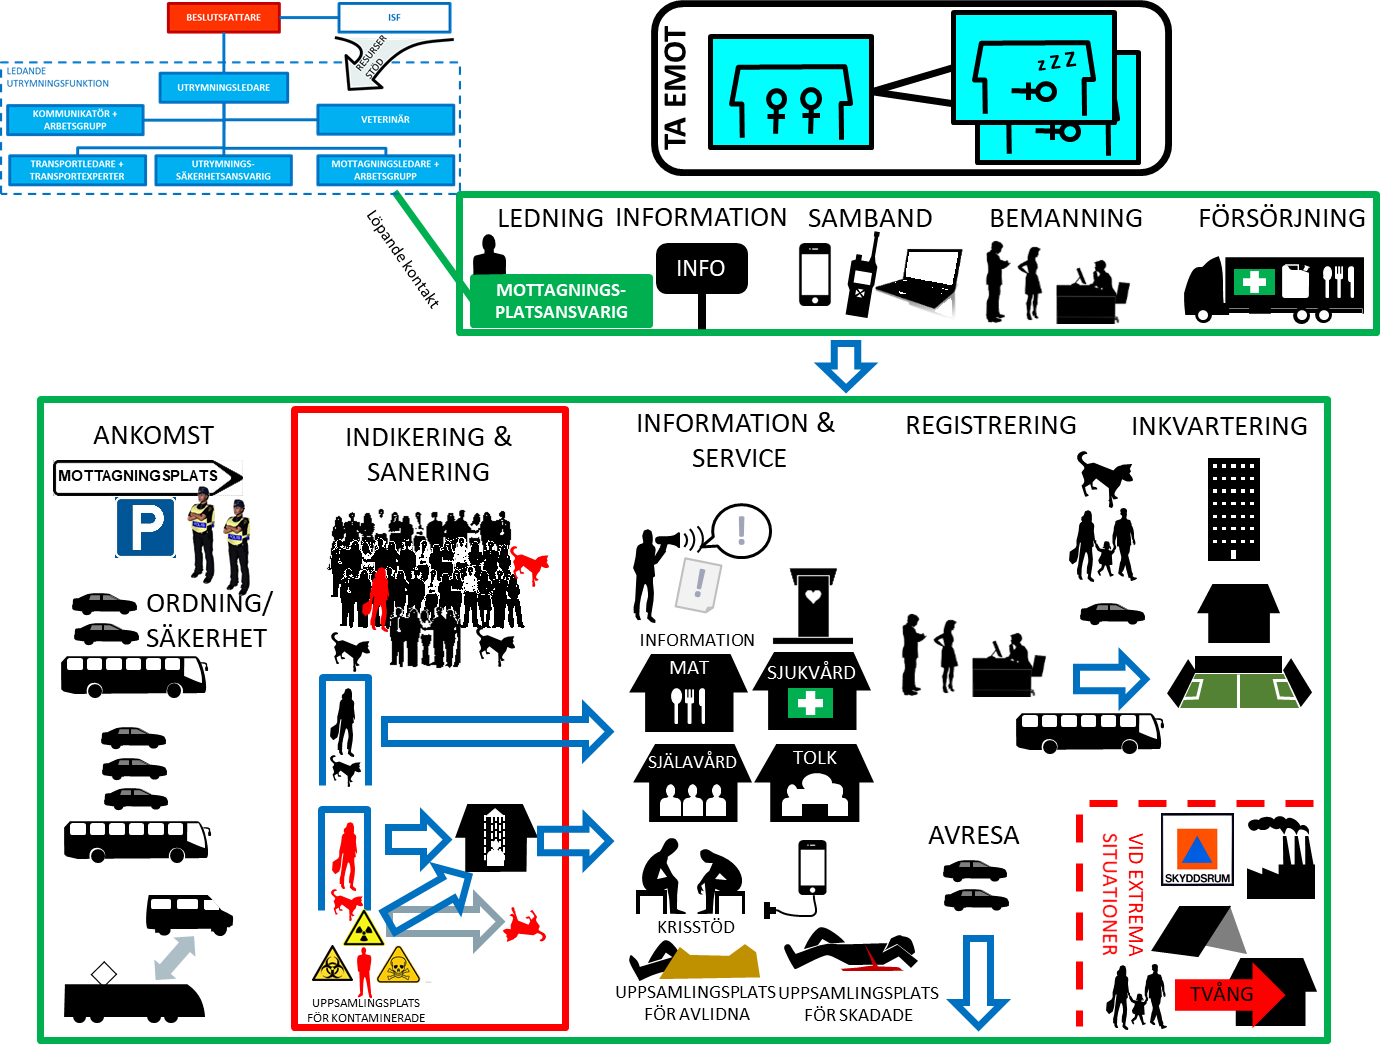 BESLUTSFATTARE
ISF
RESURSER
STÖD
LEDANDE
UTRYMNINGSFUNKTION
UTRYMNINGSLEDARE
KOMMUNIKATÖR +
ARBETSGRUPP
VETERINÄR
TRANSPORTLEDARE +
TRANSPORTEXPERTER
UTRYMNINGS-
SÄKERHETSANSVARIG
MOTTAGNINGSLEDARE +
ARBETSGRUPP
TA EMOT
z Z Z
Löpande kontakt
LEDNING
INFORMATION
SAMBAND
BEMANNING
FÖRSÖRJNING
INFO
MOTTAGNINGS-
PLATSANSVARIG
ANKOMST
MOTTAGNINGSPLATS
P
POLIS
POLIS
ORDNING/
SÄKERHET
INDIKERING &
SANERING
UPPSAMLINGSPLATS
FÖR KONTAMINERADE
INFORMATION &
SERVICE
!
!
INFORMATION
MAT
SJUKVÅRD
SJÄLAVÅRD
TOLK
KRISSTÖD
UPPSAMLINGSPLATS
FÖR AVLIDNA
UPPSAMLINGSPLATS
FÖR SKADADE
REGISTRERING
INKVARTERING
AVRESA
VID EXTREMA
SITUATIONER
SKYDDSRUM
TVÅNG